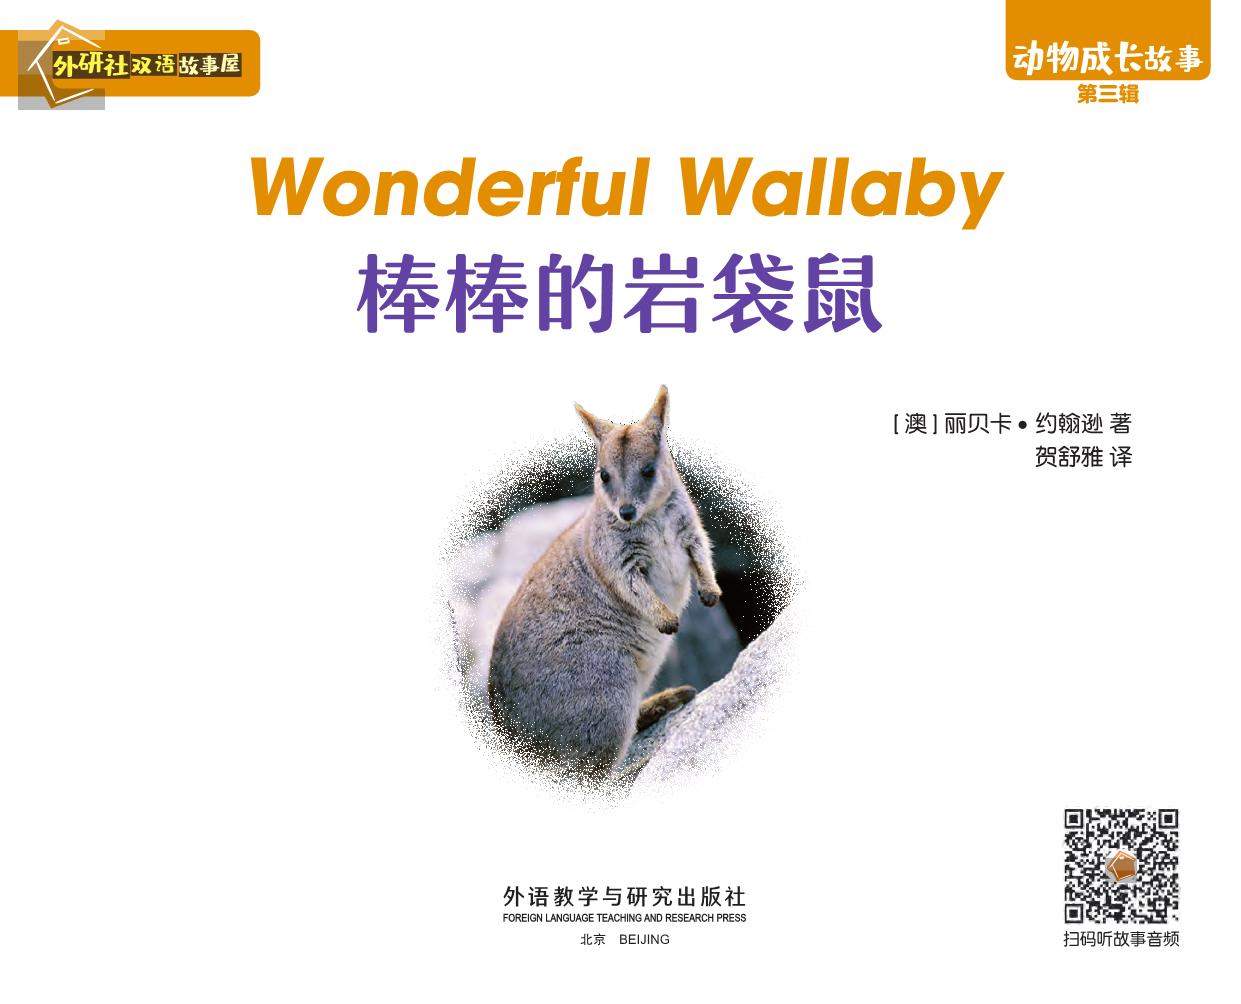 外研社双语故事屋
动物成长故事
第三辑
Wonderful Wallaby
棒棒的岩袋鼠
[ 澳 ] 丽贝卡 • 约翰逊 著
贺舒雅 译
外语教学与研究出版社
FOREIGN LANGUAGE TEACHING AND RESEARCH PRESS
北京 BEIJING
扫码听故事音频